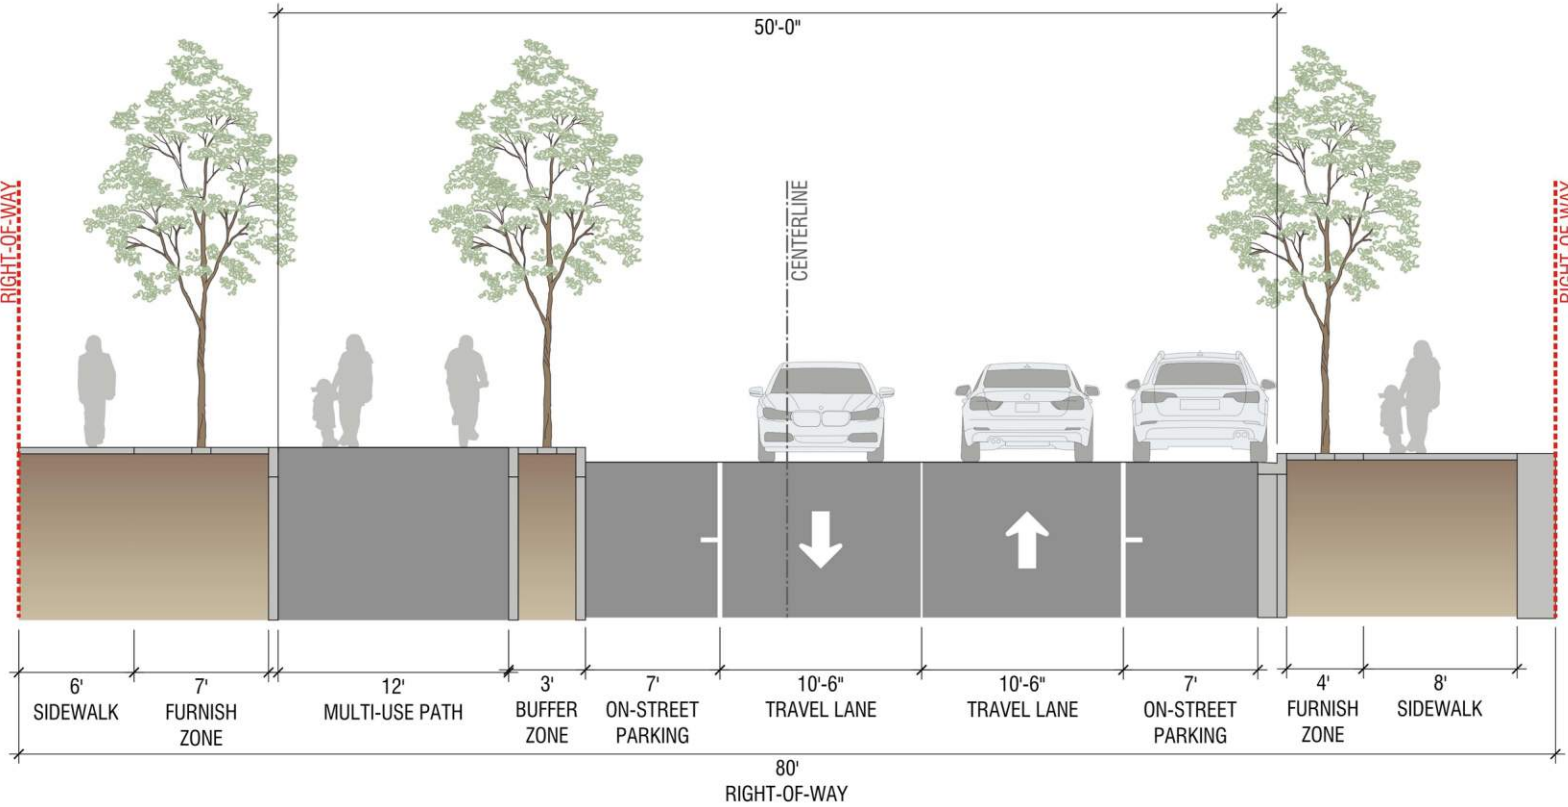 50'-0"
RIGHT-OF-WAY
CENTERLINE
RIGHT-OF-WAY
6'
SIDEWALK
7'
FURNISH
ZONE
12'
MULTI-USE PATH
3'
BUFFER
ZONE
7'
ON-STREET
PARKING
10'-6"
TRAVEL LANE
10'-6"
TRAVEL LANE
7'
ON-STREET
PARKING
4'
FURNISH
ZONE
8'
SIDEWALK
80'
RIGHT-OF-WAY